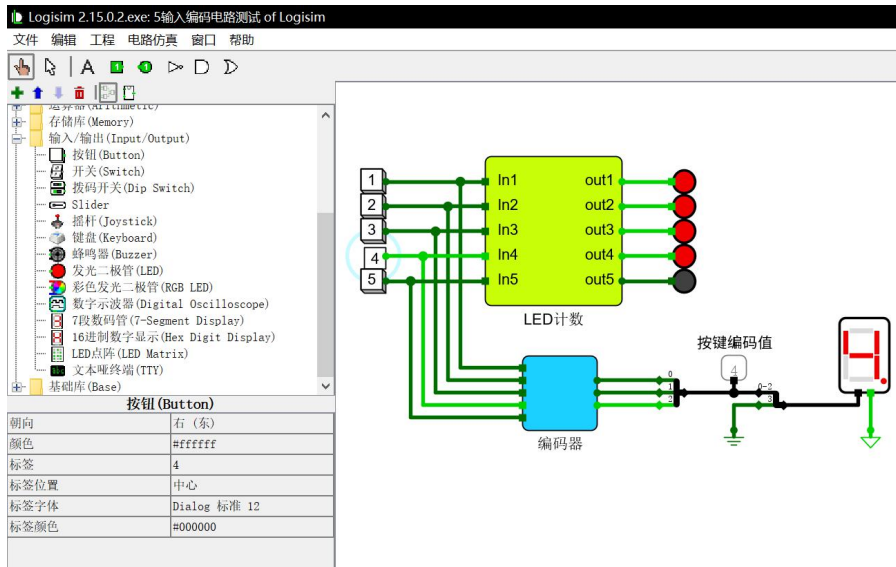 Logisim 2.15.0.2.exe: 5输入编码电路测试 of Logisim
文件 编辑 工程 电路仿真 窗口 帮助
A 1 1
运算器(Arithmetic)
存储库(Memory)
输入/输出(Input/Output)
按钮(Button)
开关(Switch)
拨码开关(Dip Switch)
Slider
摇杆(Joystick)
键盘(Keyboard)
蜂鸣器(Buzzer)
发光二极管(LED)
彩色发光二极管(RGB LED)
数字示波器(Digital Oscilloscope)
7段数码管(7-Segment Display)
16进制数字显示(Hex Digit Display)
LED点阵(LED Matrix)
文本哑终端(TTY)
基础库(Base)
按钮(Button)
朝向 右 (东)
颜色 #ffffff
标签 4
标签位置 中心
标签字体 Dialog 标准 12
标签颜色 #000000
1 In1 out1
2 In2 out2
3 In3 out3
4 In4 out4
5 In5 out5
LED计数
按键编码值
4
0
1
2
0-2
3
4.
编码器